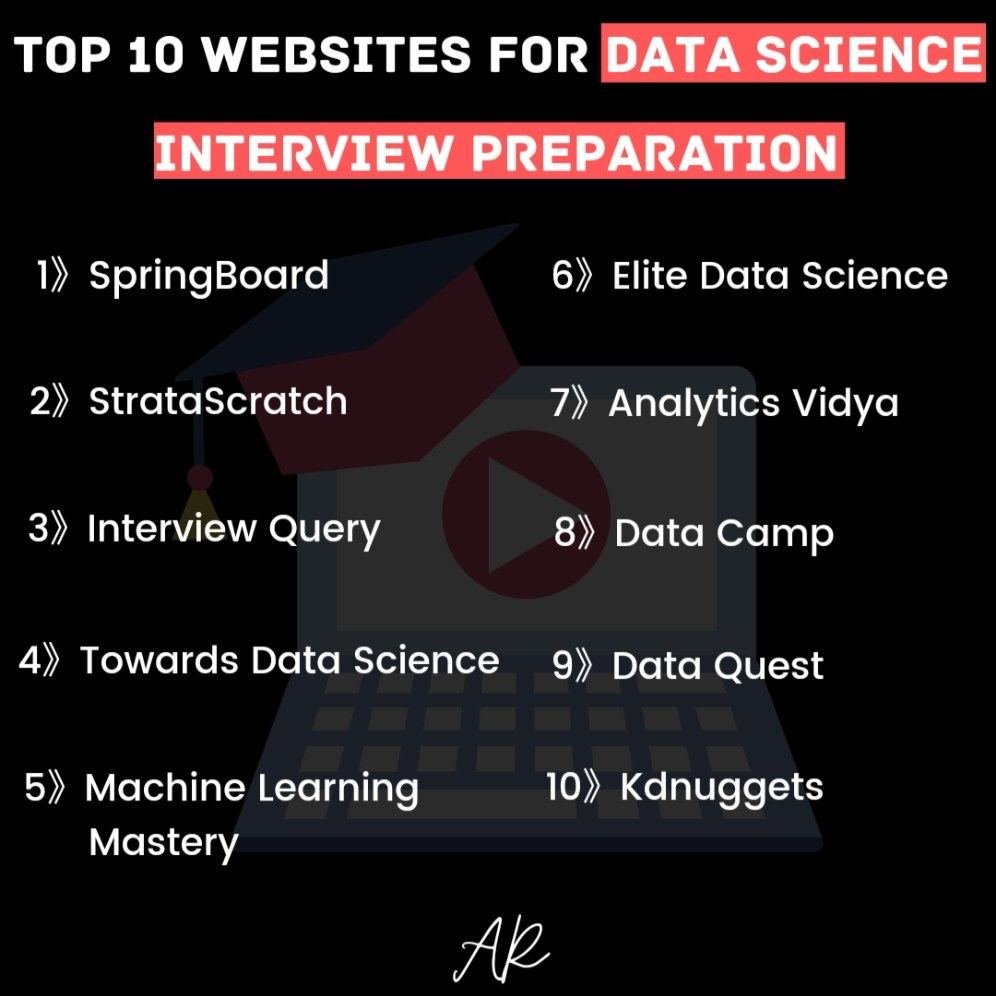 TOP 10 WEBSITES FOR DATA SCIENCE
INTERVIEW PREPARATION
1》 SpringBoard
2》 StrataScratch
3》 Interview Query
4》 Towards Data Science
5》 Machine Learning
Mastery
6》 Elite Data Science
7》 Analytics Vidya
8》 Data Camp
9》 Data Quest
10》 Kdnuggets
AR